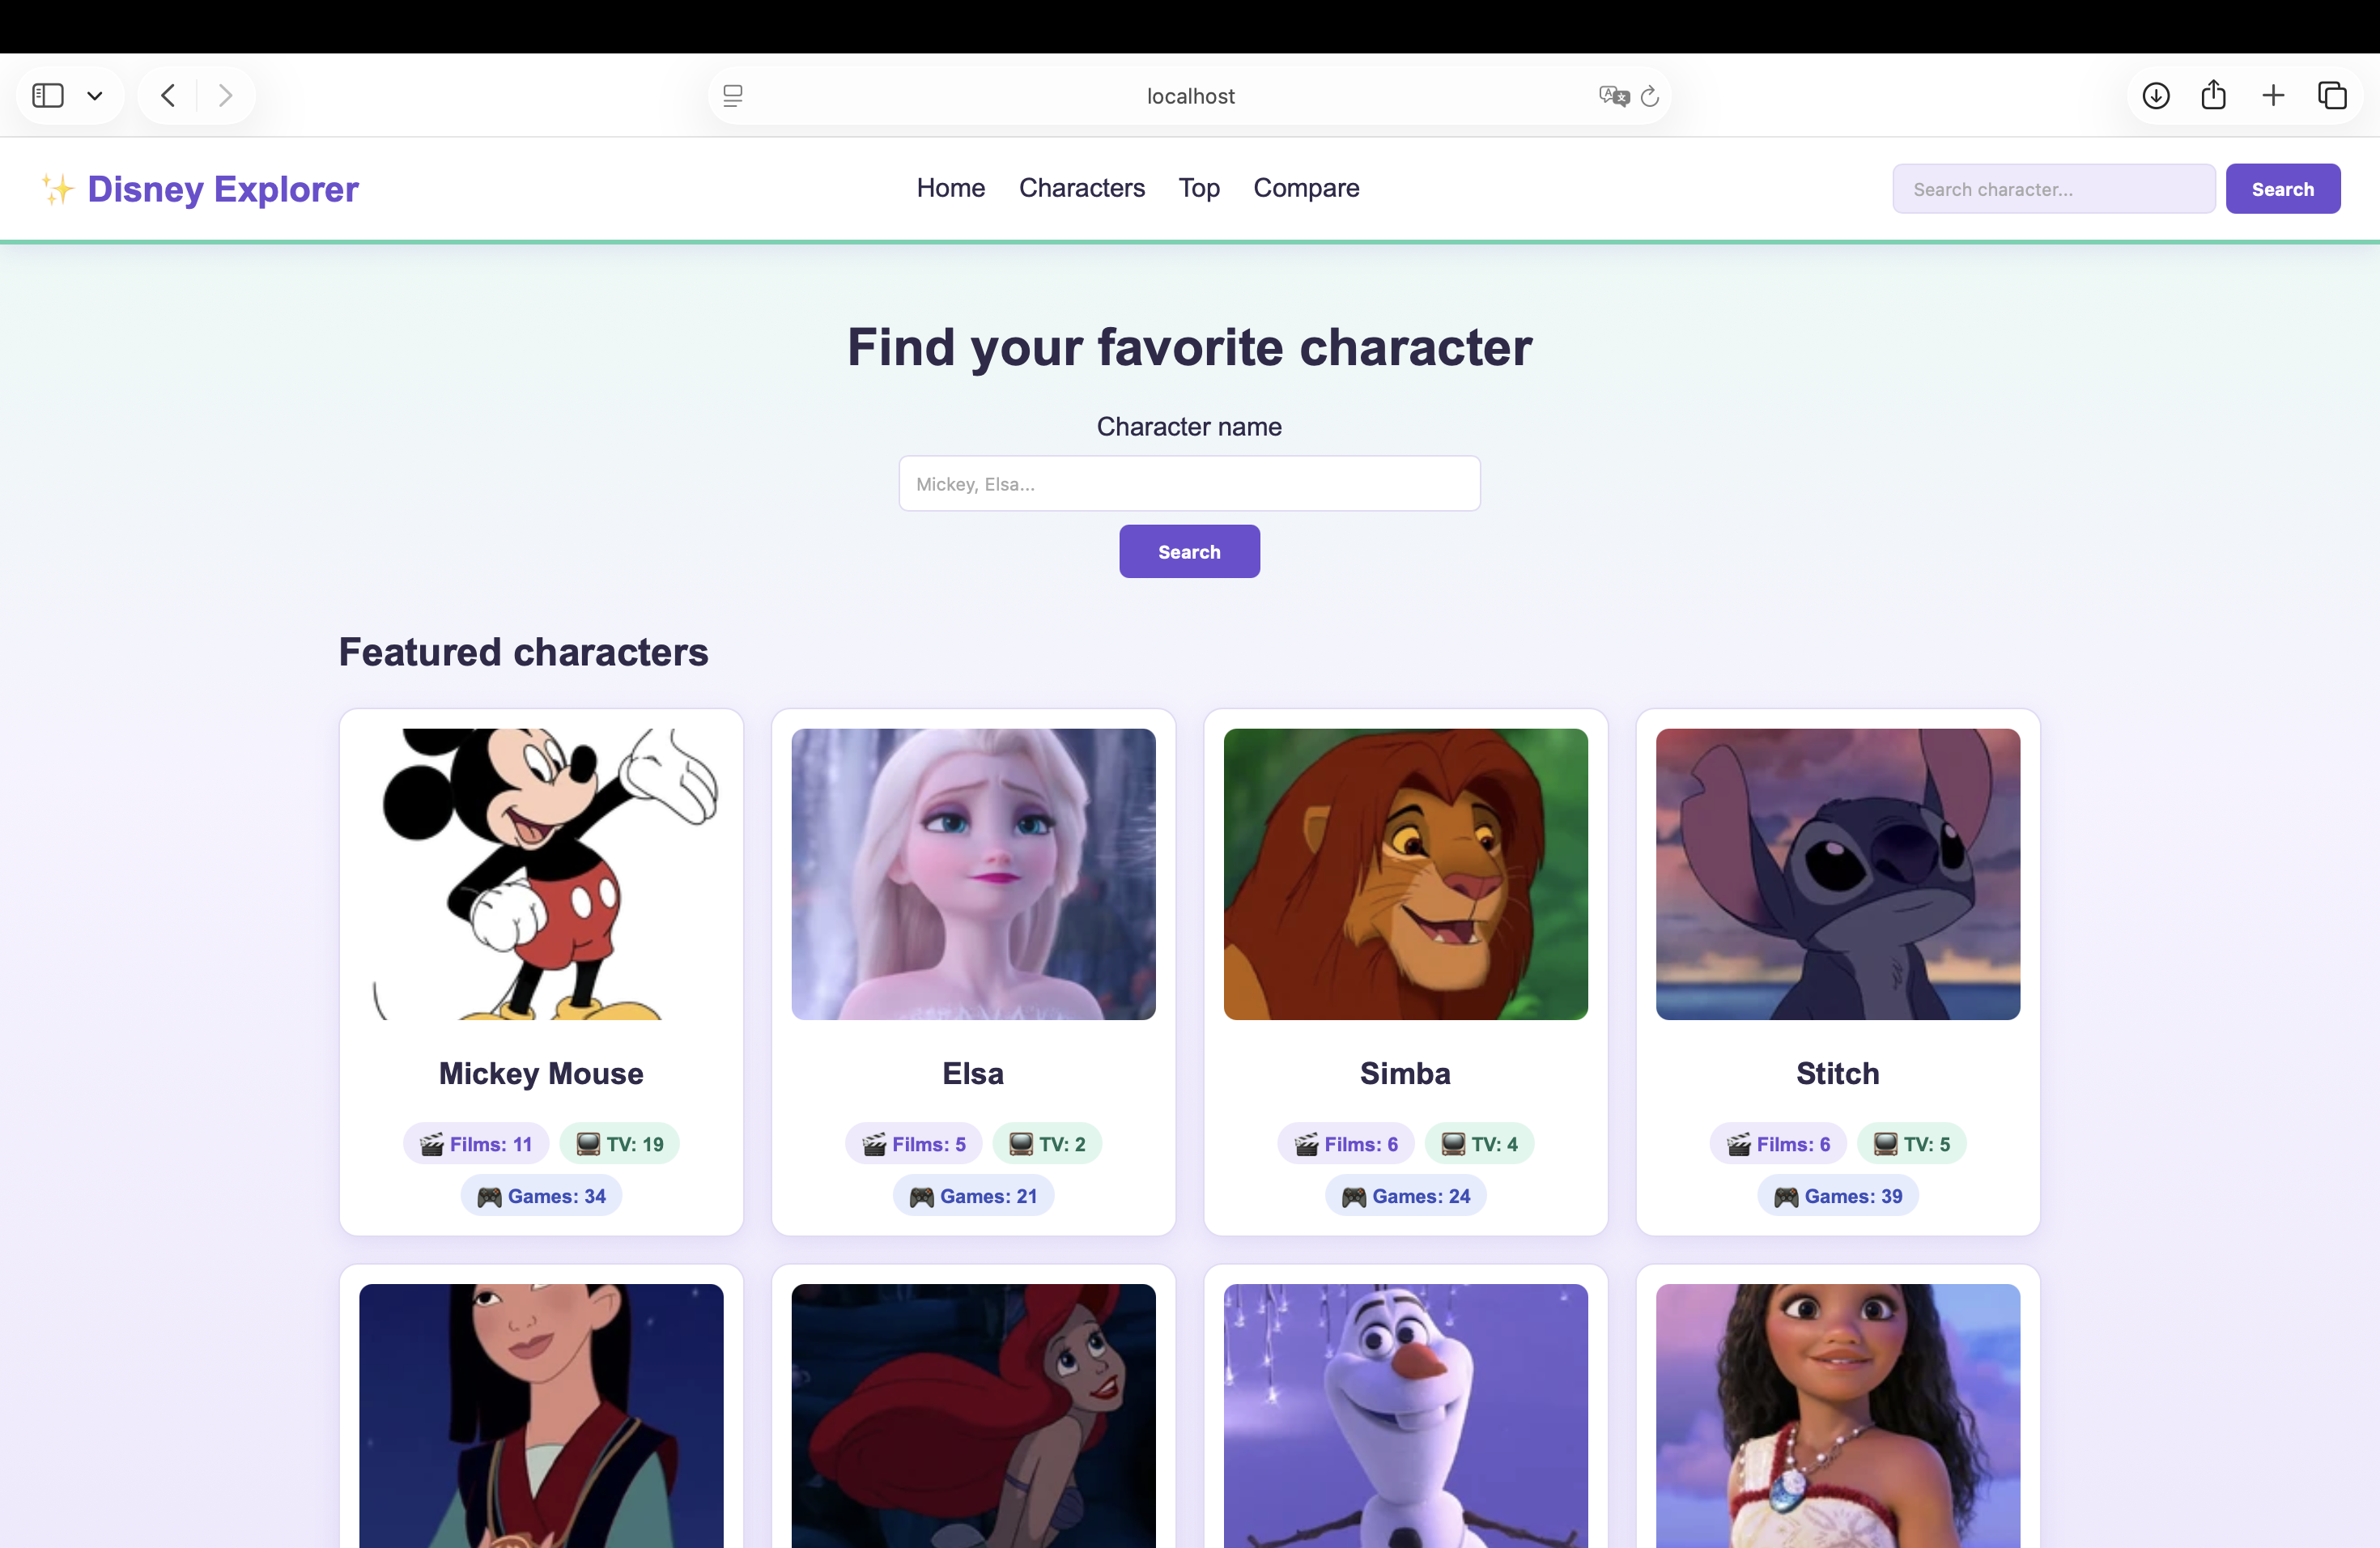 localhost
✨ Disney Explorer
Home Characters Top Compare
Search character...
Search
Find your favorite character
Character name
Mickey, Elsa...
Search
Featured characters
Mickey Mouse
🎬 Films: 11 📺 TV: 19
🎮 Games: 34
Elsa
🎬 Films: 5 📺 TV: 2
🎮 Games: 21
Simba
🎬 Films: 6 📺 TV: 4
🎮 Games: 24
Stitch
🎬 Films: 6 📺 TV: 5
🎮 Games: 39